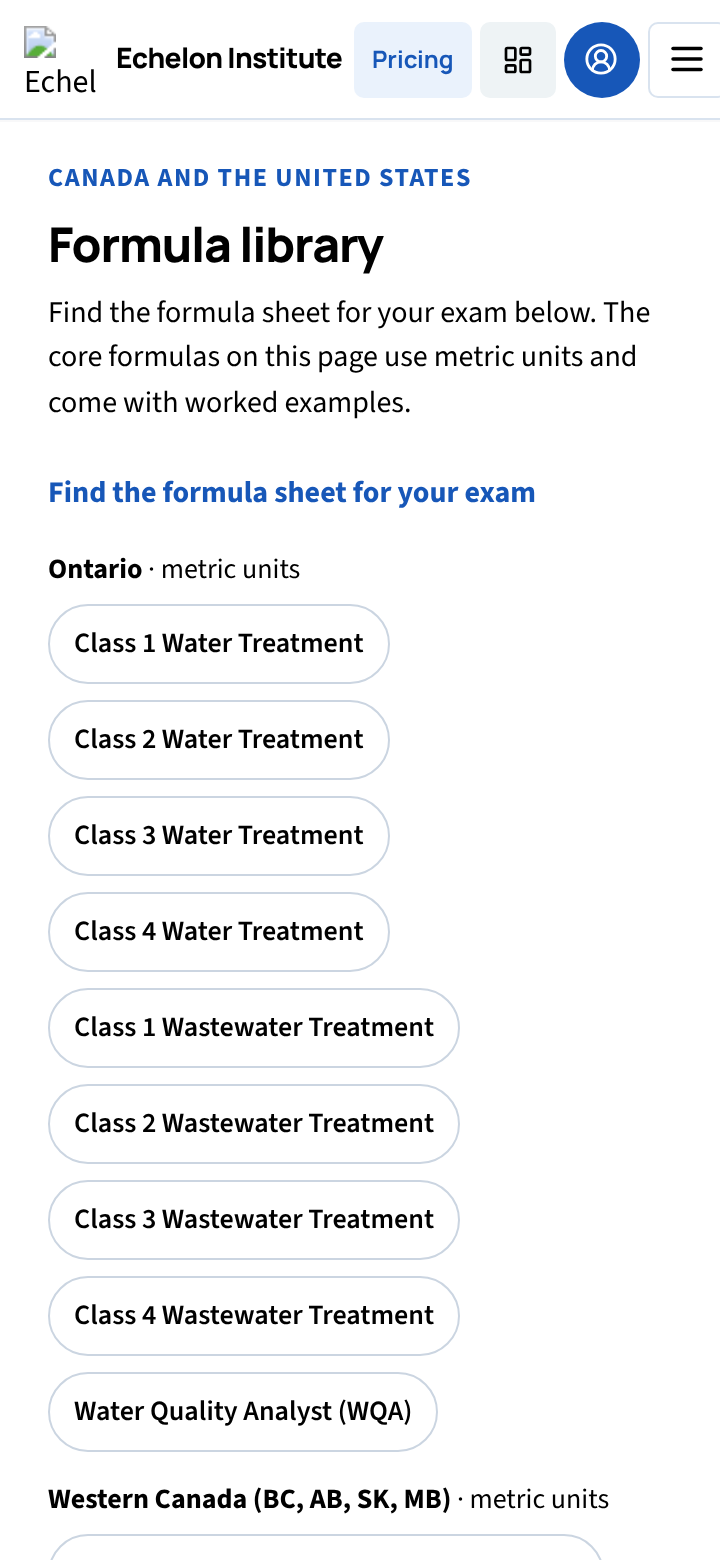 Echel
Echelon Institute
Pricing
CANADA AND THE UNITED STATES
Formula library
Find the formula sheet for your exam below. The
core formulas on this page use metric units and
come with worked examples.
Find the formula sheet for your exam
Ontario · metric units
Class 1 Water Treatment
Class 2 Water Treatment
Class 3 Water Treatment
Class 4 Water Treatment
Class 1 Wastewater Treatment
Class 2 Wastewater Treatment
Class 3 Wastewater Treatment
Class 4 Wastewater Treatment
Water Quality Analyst (WQA)
Western Canada (BC, AB, SK, MB) · metric units